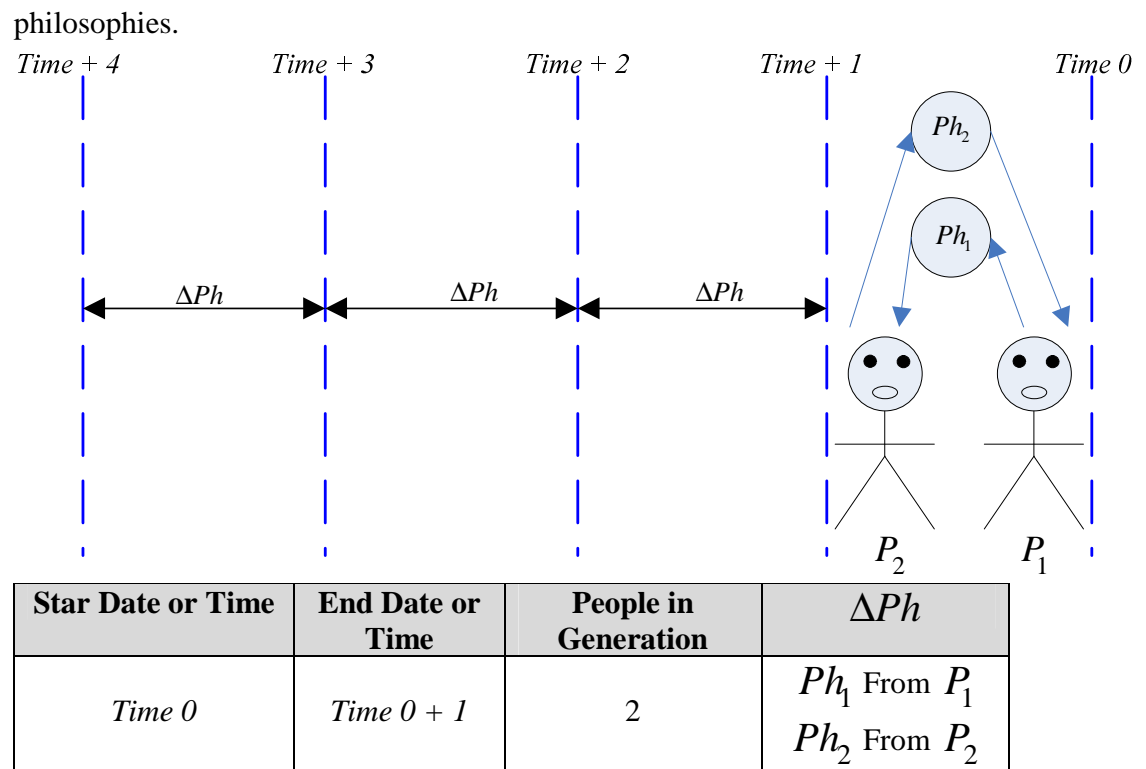 philosophies.
Time + 4 Time + 3 Time + 2 Time + 1 Time 0
Ph₂
Ph₁
ΔPh ΔPh ΔPh
P₂ P₁
Star Date or Time End Date or Time People in Generation ΔPh
Time 0 Time 0 + 1 2 Ph₁ From P₁
Ph₂ From P₂